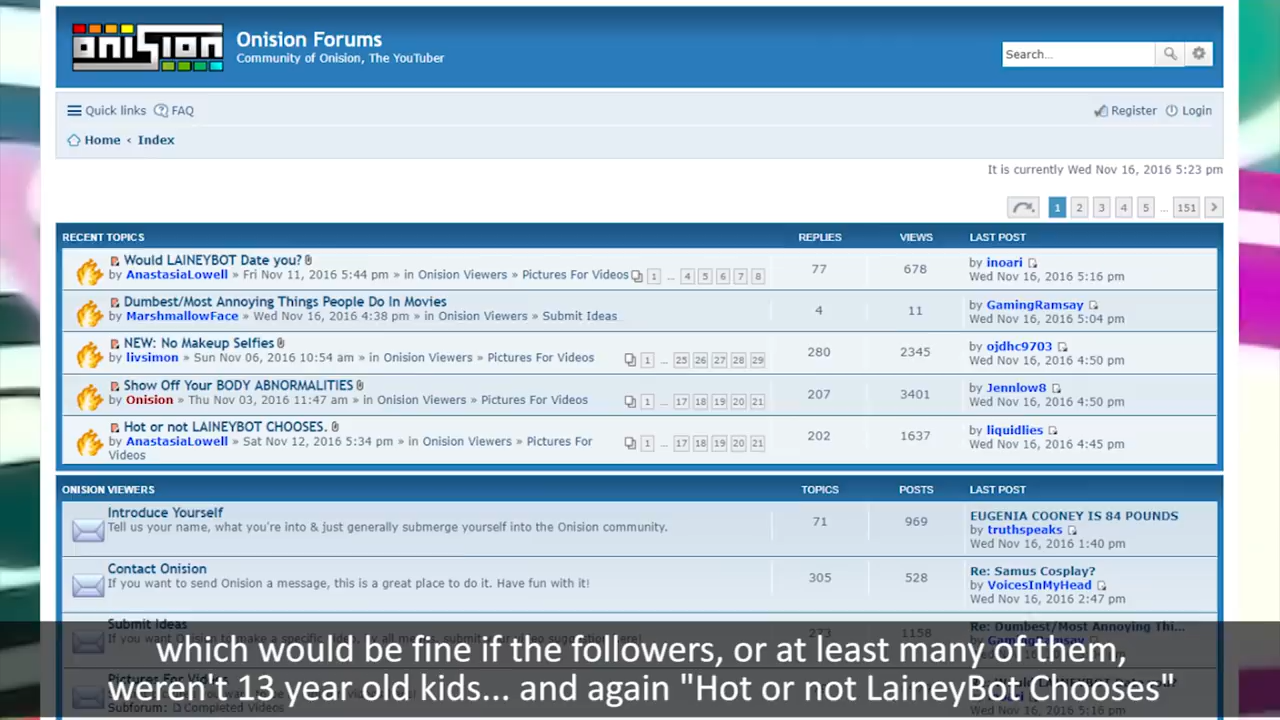 onision
Onision Forums
Community of Onision, The YouTuber
Search...
Quick links FAQ
Register Login
Home ‹ Index
It is currently Wed Nov 16, 2016 5:23 pm
1 2 3 4 5 ... 151
RECENT TOPICS REPLIES VIEWS LAST POST
Would LAINEYBOT Date you? 77 678 by inoari
by AnastasiaLowell » Fri Nov 11, 2016 5:44 pm » in Onision Viewers » Pictures For Videos 1 ... 4 5 6 7 8 Wed Nov 16, 2016 5:16 pm
Dumbest/Most Annoying Things People Do In Movies 4 11 by GamingRamsay
by MarshmallowFace » Wed Nov 16, 2016 4:38 pm » in Onision Viewers » Submit Ideas Wed Nov 16, 2016 5:04 pm
NEW: No Makeup Selfies 280 2345 by ojdhc9703
by livsimon » Sun Nov 06, 2016 10:54 am » in Onision Viewers » Pictures For Videos 1 ... 25 26 27 28 29 Wed Nov 16, 2016 4:50 pm
Show Off Your BODY ABNORMALITIES 207 3401 by Jennlow8
by Onision » Thu Nov 03, 2016 11:47 am » in Onision Viewers » Pictures For Videos 1 ... 17 18 19 20 21 Wed Nov 16, 2016 4:50 pm
Hot or not LAINEYBOT CHOOSES. 202 1637 by liquidlies
by AnastasiaLowell » Sat Nov 12, 2016 5:34 pm » in Onision Viewers » Pictures For 1 ... 17 18 19 20 21 Wed Nov 16, 2016 4:45 pm
Videos
ONISION VIEWERS TOPICS POSTS LAST POST
Introduce Yourself 71 969 EUGENIA COONEY IS 84 POUNDS
Tell us your name, what you're into & just generally submerge yourself into the Onision community. by truthspeaks
Wed Nov 16, 2016 1:40 pm
Contact Onision 305 528 Re: Samus Cosplay?
If you want to send Onision a message, this is a great place to do it. Have fun with it! by VoicesInMyHead
Wed Nov 16, 2016 2:47 pm
Submit Ideas 273 1158 Re: Dumbest/Most Annoying Thi...
which would be fine if the followers, or at least many of them,
weren't 13 year old kids... and again "Hot or not LaineyBot Chooses"
Subforum: Completed Videos